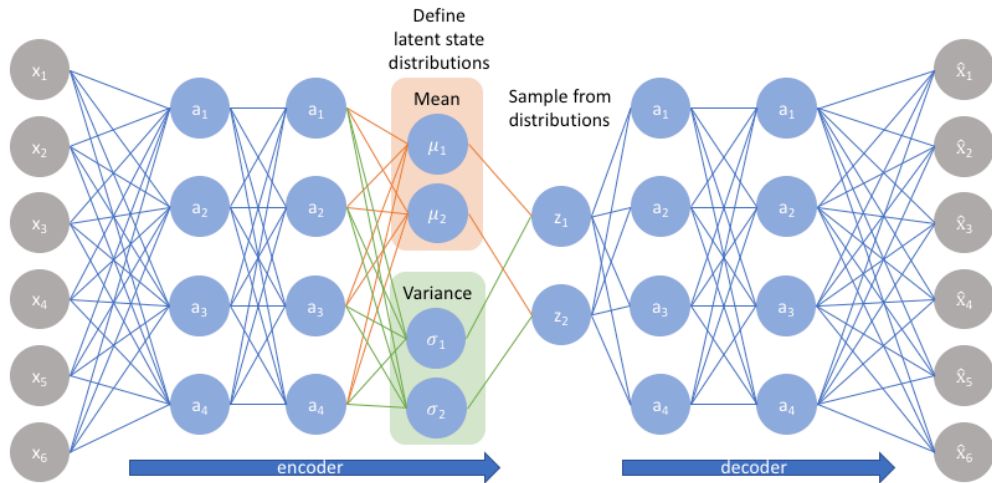 Define
latent state
distributions
Mean
Sample from
distributions
Variance
x₁
x₂
x₃
x₄
x₅
x₆
a₁
a₂
a₃
a₄
a₁
a₂
a₃
a₄
μ₁
μ₂
σ₁
σ₂
z₁
z₂
a₁
a₂
a₃
a₄
a₁
a₂
a₃
a₄
x̂₁
x̂₂
x̂₃
x̂₄
x̂₅
x̂₆
encoder
decoder